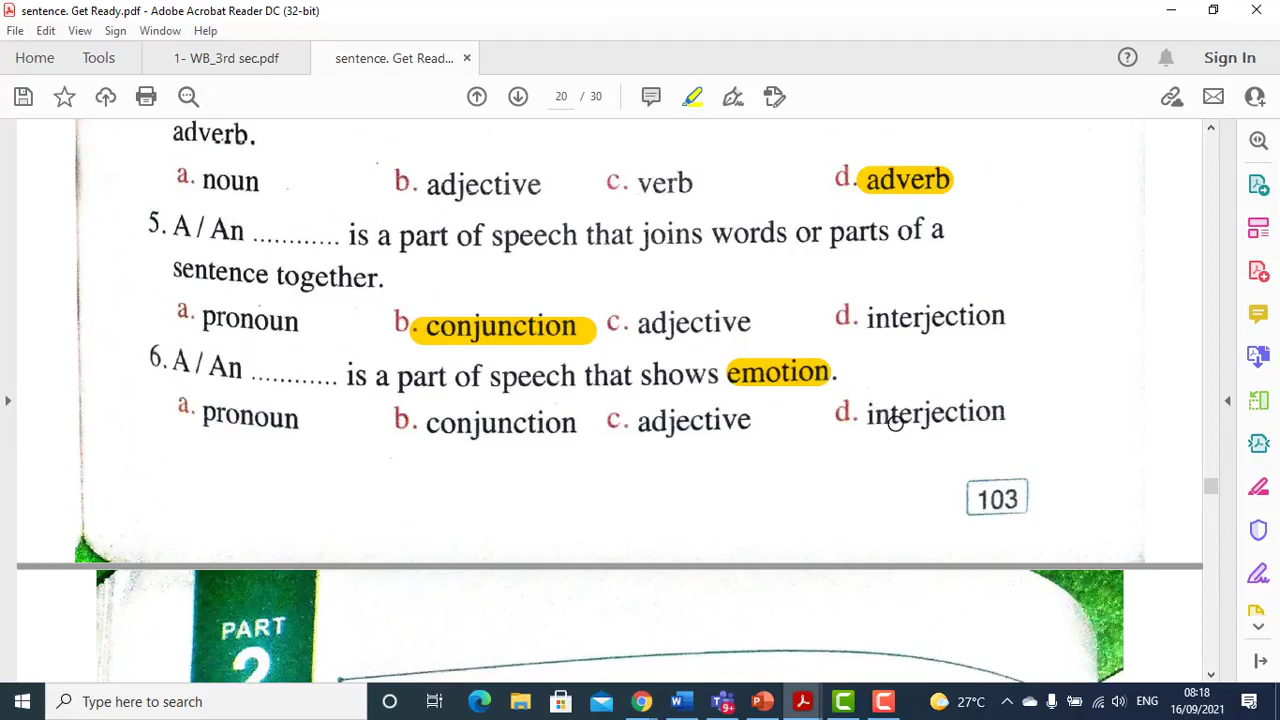 sentence. Get Ready.pdf - Adobe Acrobat Reader DC (32-bit)
File Edit View Sign Window Help
Home Tools 1- WB_3rd sec.pdf sentence. Get Ready... × Sign In
20 / 30
adverb.
a. noun b. adjective c. verb d. adverb
5. A / An ............ is a part of speech that joins words or parts of a
sentence together.
a. pronoun b. conjunction c. adjective d. interjection
6. A / An ............ is a part of speech that shows emotion.
a. pronoun b. conjunction c. adjective d. interjection
103
PART
2
Type here to search
9+
27°C
ENG
08:18
16/09/2021